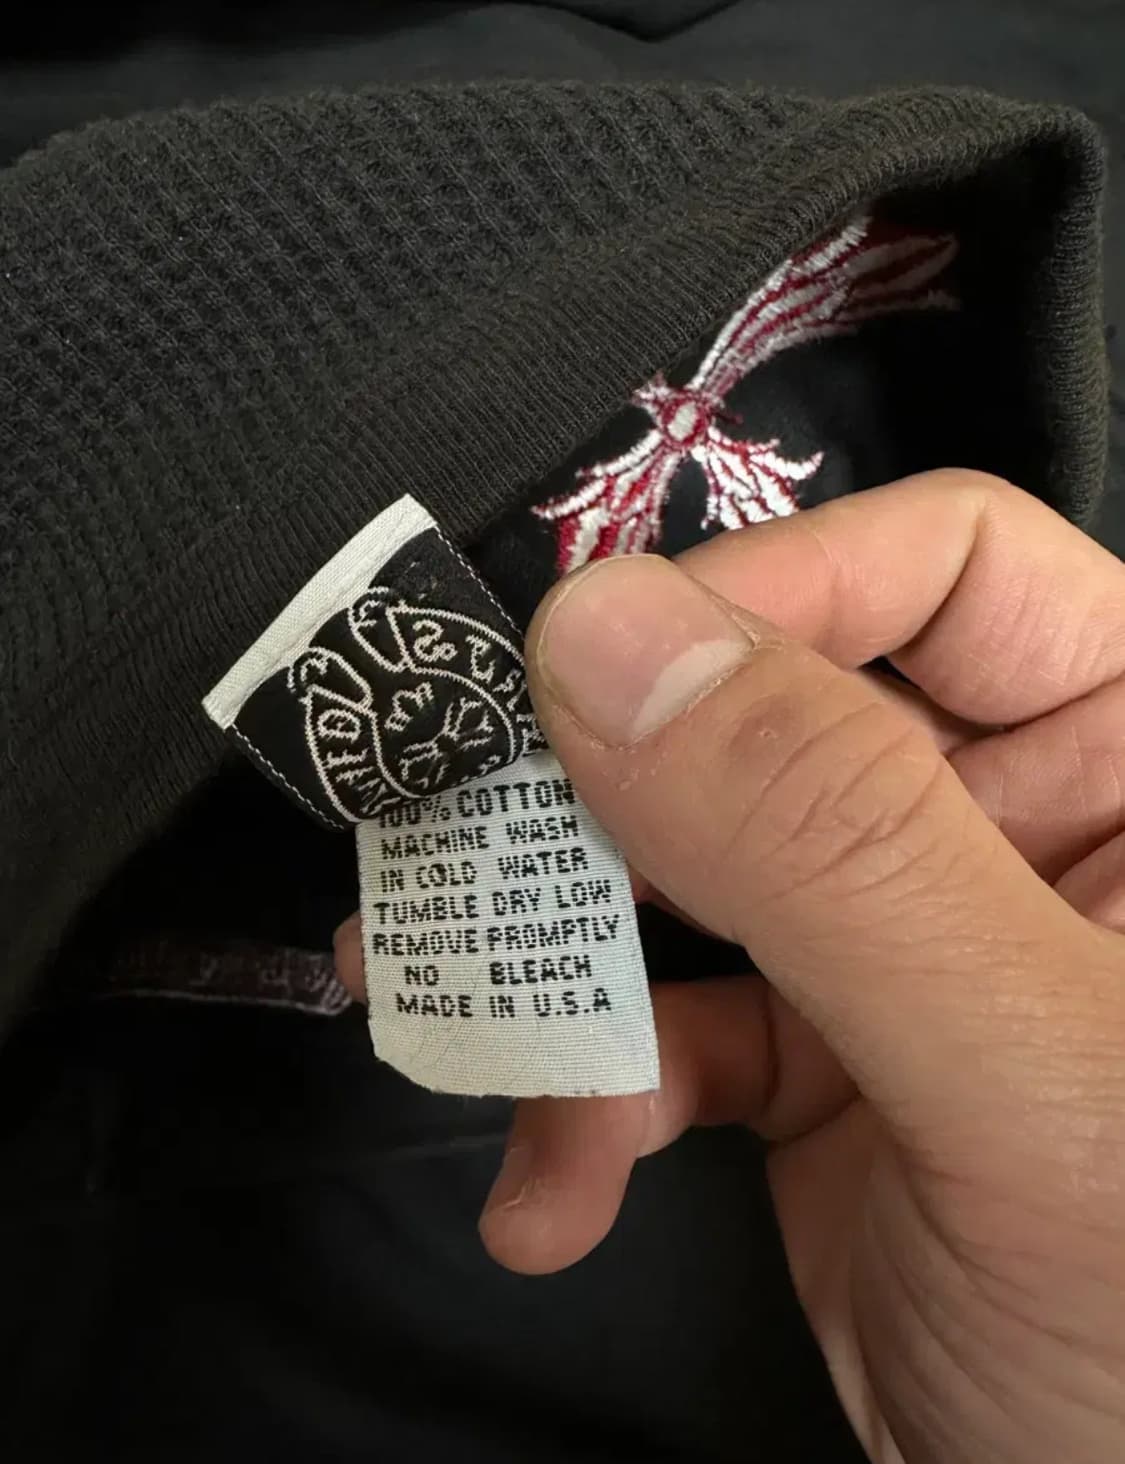 100% COTTON
MACHINE WASH
IN COLD WATER
TUMBLE DRY LOW
REMOVE PROMPTLY
NO BLEACH
MADE IN U.S.A